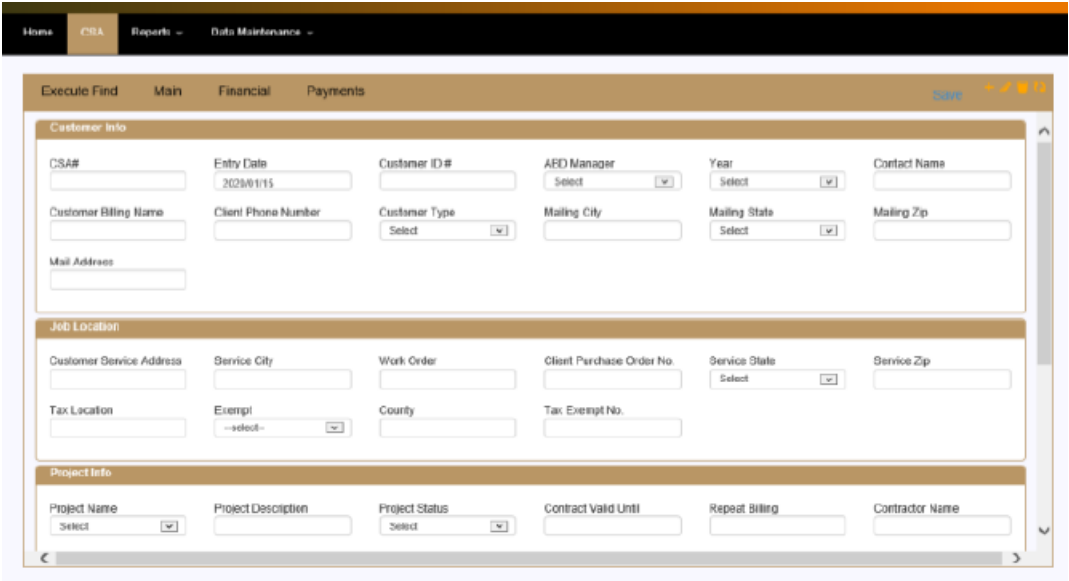 Home CSA Reports Data Maintenance
Execute Find Main Financial Payments Save
Customer Info
CSA# Entry Date Customer ID# ABD Manager Year Contact Name
2020/01/15 Select Select
Customer Billing Name Client Phone Number Customer Type Mailing City Mailing State Mailing Zip
Select Select
Mail Address
Job Location
Customer Service Address Service City Work Order Client Purchase Order No. Service State Service Zip
Select
Tax Location Exempt County Tax Exempt No.
--select--
Project Info
Project Name Project Description Project Status Contract Valid Until Repeat Billing Contractor Name
Select Select